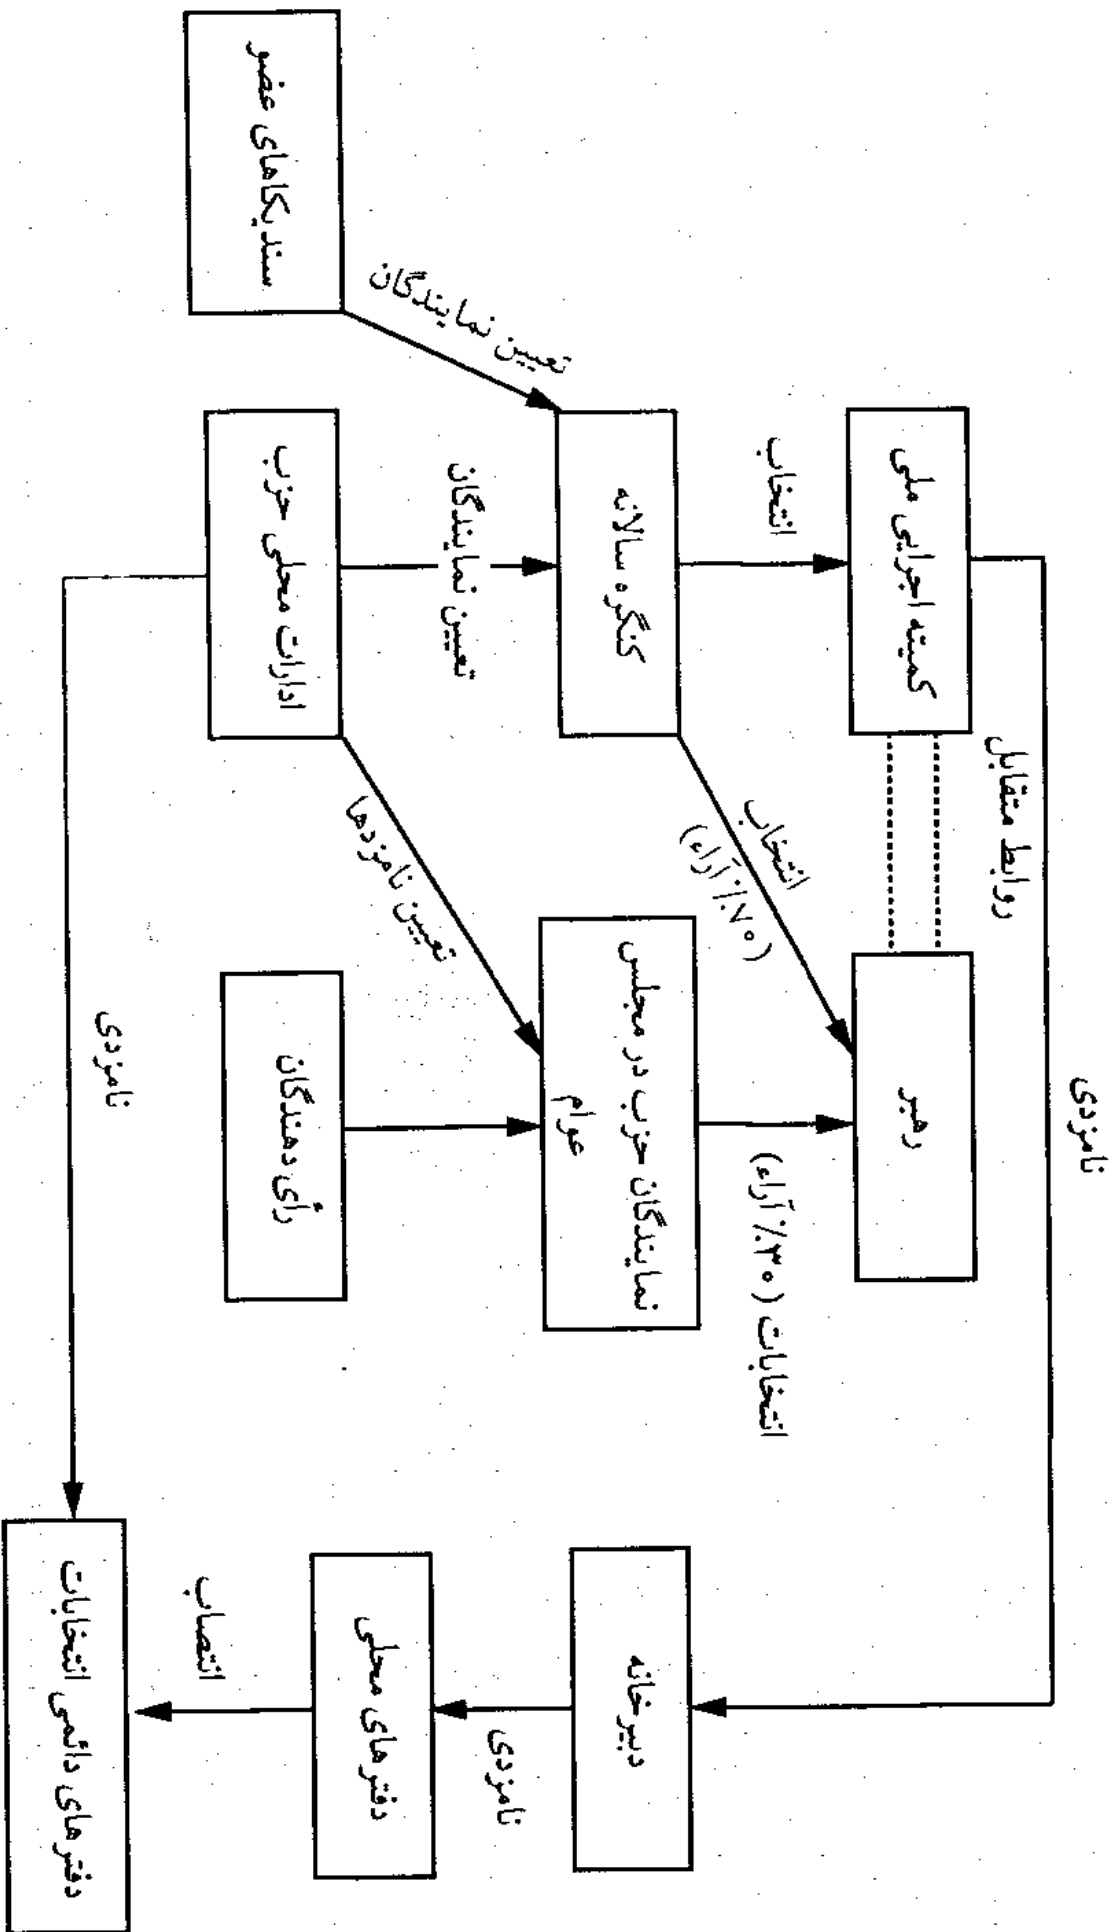 نامزدی
کمیته اجرایی ملی
روابط متقابل
رهبر
انتخاب
انتخاب
(۷۰٪ آراء)
انتخابات (۳۰٪ آراء)
کنگره سالانه
نمایندگان حزب در مجلس
عوام
دبیرخانه
تعیین نمایندگان
تعیین نمایندگان
تعیین نامزدها
نامزدی
سندیکاهای عضو
ادارات محلی حزب
رأی دهندگان
دفترهای محلی
انتصاب
نامزدی
دفترهای دائمی انتخابات